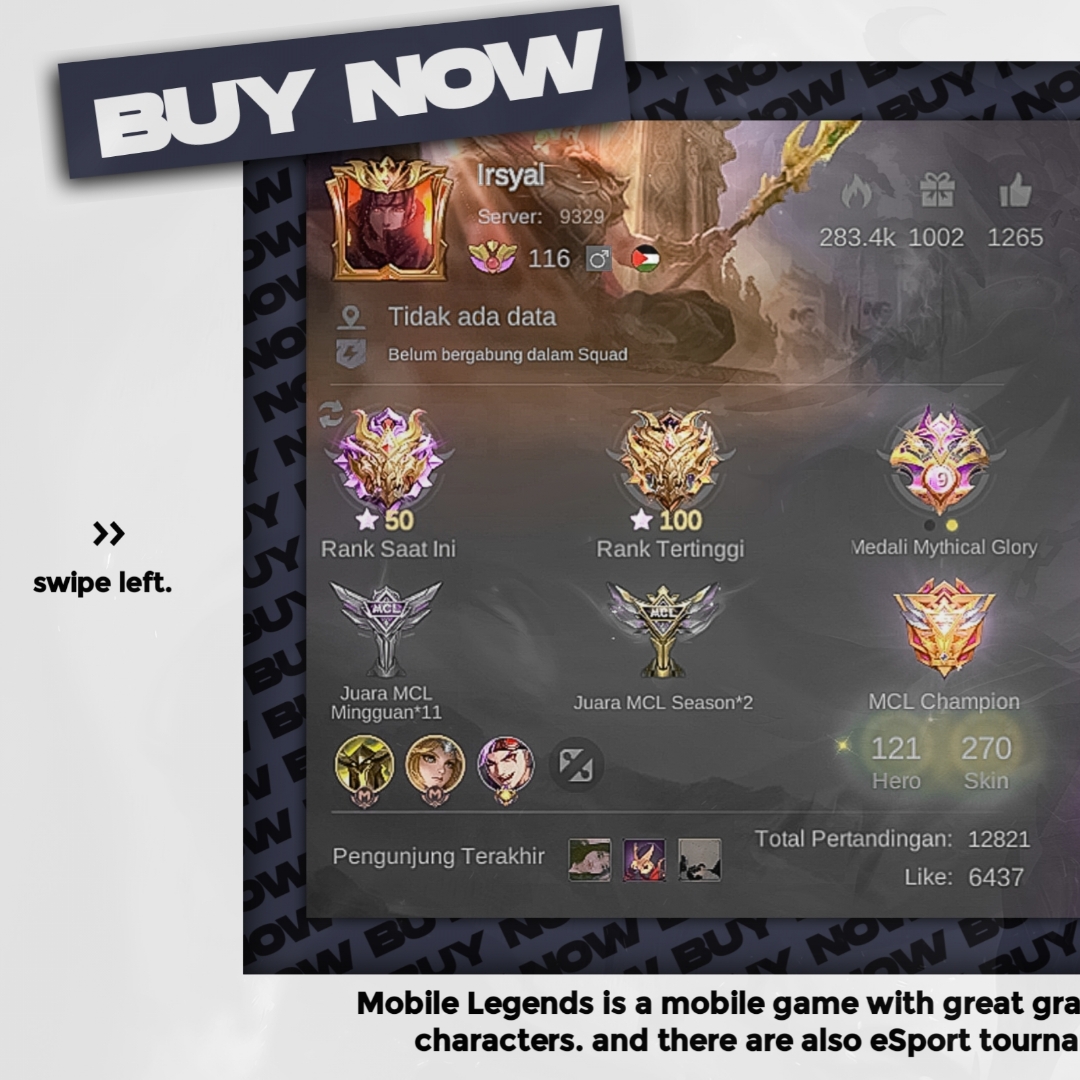 BUY NOW
Irsyal
Server: 9329
116
283.4k 1002 1265
Tidak ada data
Belum bergabung dalam Squad
50
100
9
Rank Saat Ini
Rank Tertinggi
Medali Mythical Glory
swipe left.
MCL
MCL
Juara MCL
Mingguan*11
Juara MCL Season*2
MCL Champion
121 270
Hero Skin
Pengunjung Terakhir
Total Pertandingan: 12821
Like: 6437
Mobile Legends is a mobile game with great gra
characters. and there are also eSport tourna